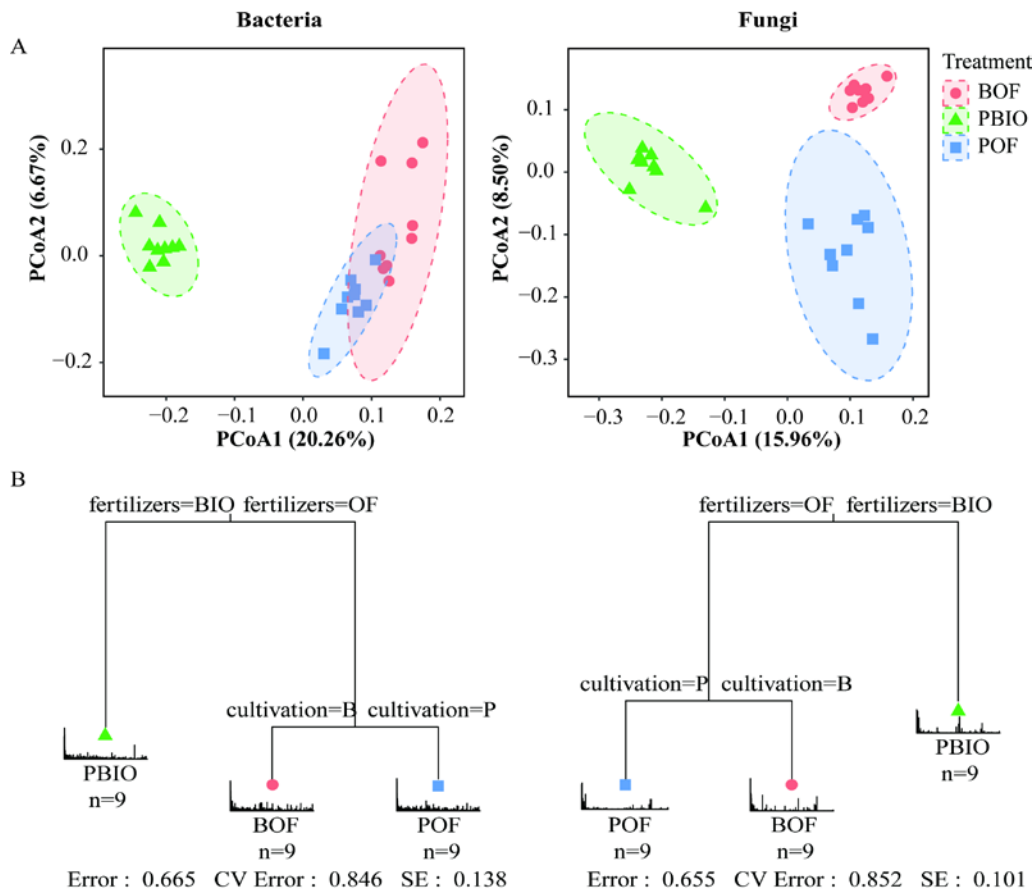 Bacteria
Fungi
A
Treatment
BOF
PBIO
POF
PCoA2 (6.67%)
0.2
0.0
−0.2
−0.2
−0.1
0.0
0.1
0.2
PCoA1 (20.26%)
PCoA2 (8.50%)
0.1
0.0
−0.1
−0.2
−0.3
−0.3
−0.2
−0.1
0.0
0.1
0.2
PCoA1 (15.96%)
B
fertilizers=BIO fertilizers=OF
cultivation=B cultivation=P
PBIO
n=9
BOF
n=9
POF
n=9
Error : 0.665 CV Error : 0.846 SE : 0.138
fertilizers=OF fertilizers=BIO
cultivation=P cultivation=B
PBIO
n=9
POF
n=9
BOF
n=9
Error : 0.655 CV Error : 0.852 SE : 0.101